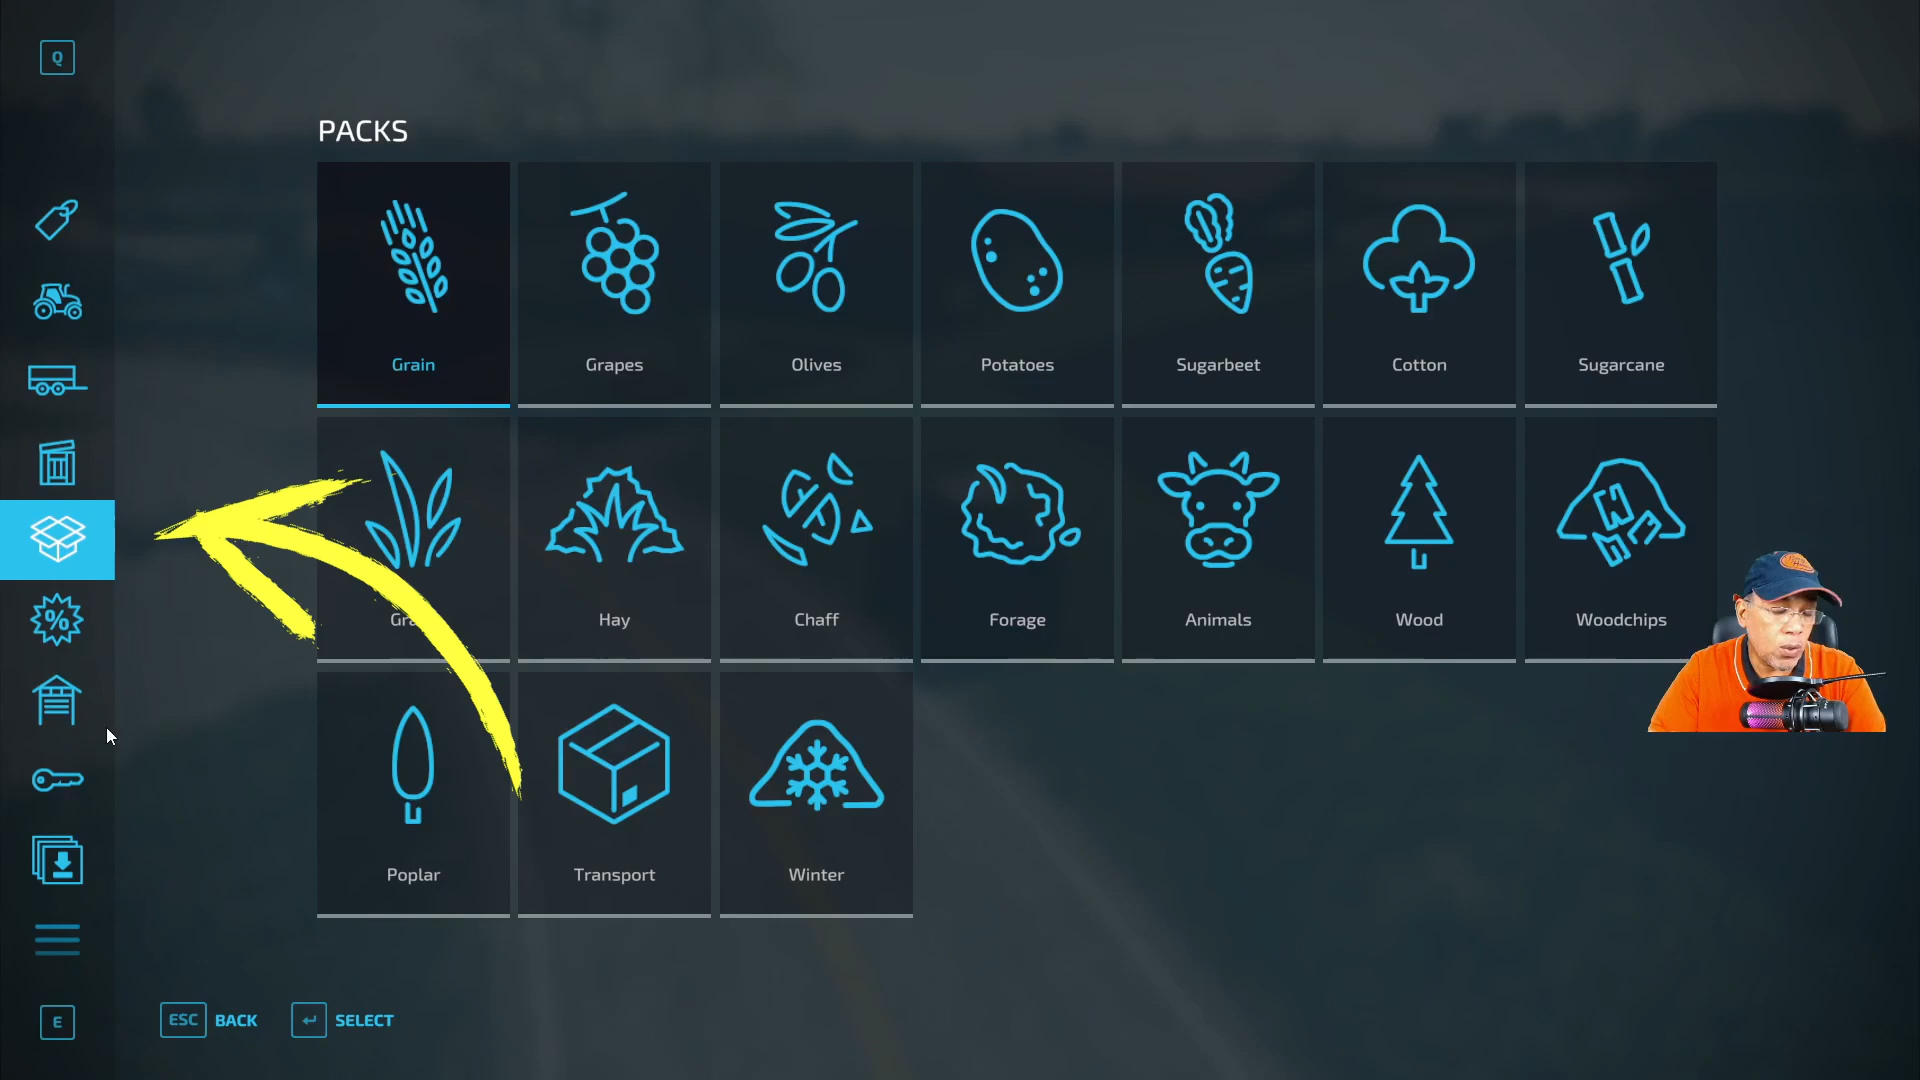 Q
PACKS
Grain Grapes Olives Potatoes Sugarbeet Cotton Sugarcane
Hay Chaff Forage Animals Wood Woodchips
%
Poplar Transport Winter
E
ESC BACK SELECT